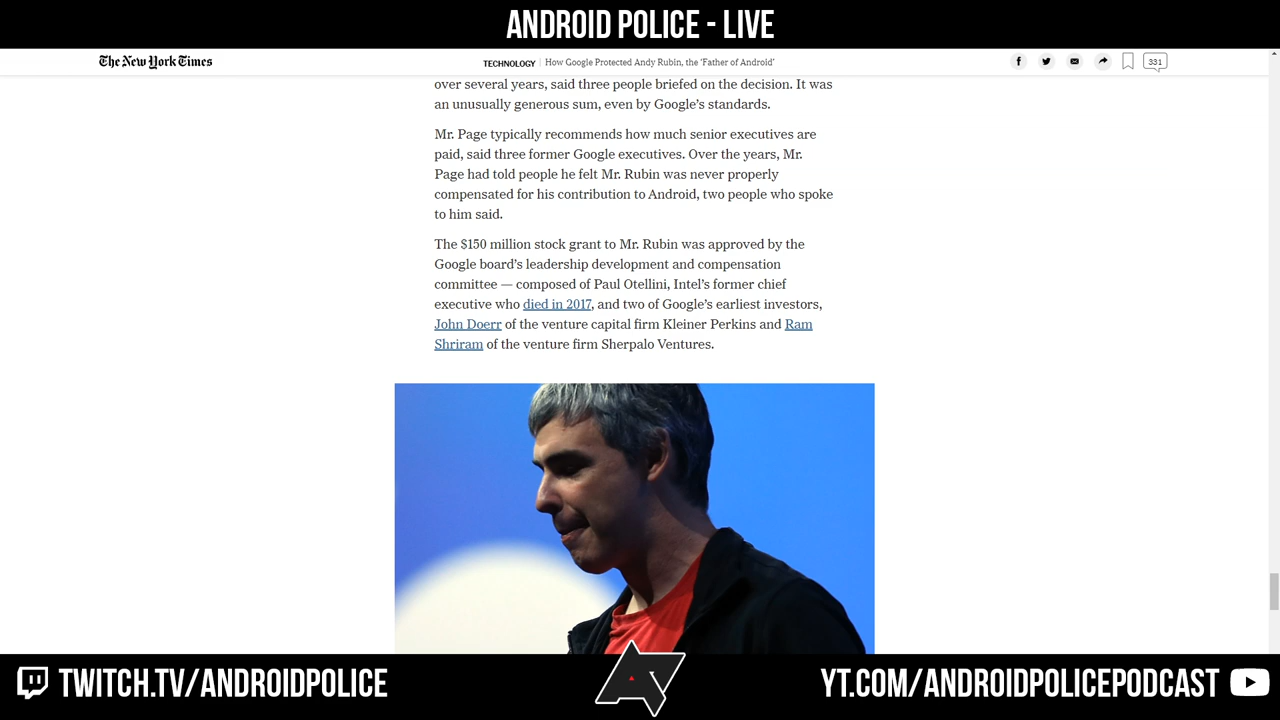 ANDROID POLICE - LIVE
The New York Times
TECHNOLOGY | How Google Protected Andy Rubin, the ‘Father of Android’
331
over several years, said three people briefed on the decision. It was
an unusually generous sum, even by Google’s standards.
Mr. Page typically recommends how much senior executives are
paid, said three former Google executives. Over the years, Mr.
Page had told people he felt Mr. Rubin was never properly
compensated for his contribution to Android, two people who spoke
to him said.
The $150 million stock grant to Mr. Rubin was approved by the
Google board’s leadership development and compensation
committee — composed of Paul Otellini, Intel’s former chief
executive who died in 2017, and two of Google’s earliest investors,
John Doerr of the venture capital firm Kleiner Perkins and Ram
Shriram of the venture firm Sherpalo Ventures.
TWITCH.TV/ANDROIDPOLICE
YT.COM/ANDROIDPOLICEPODCAST